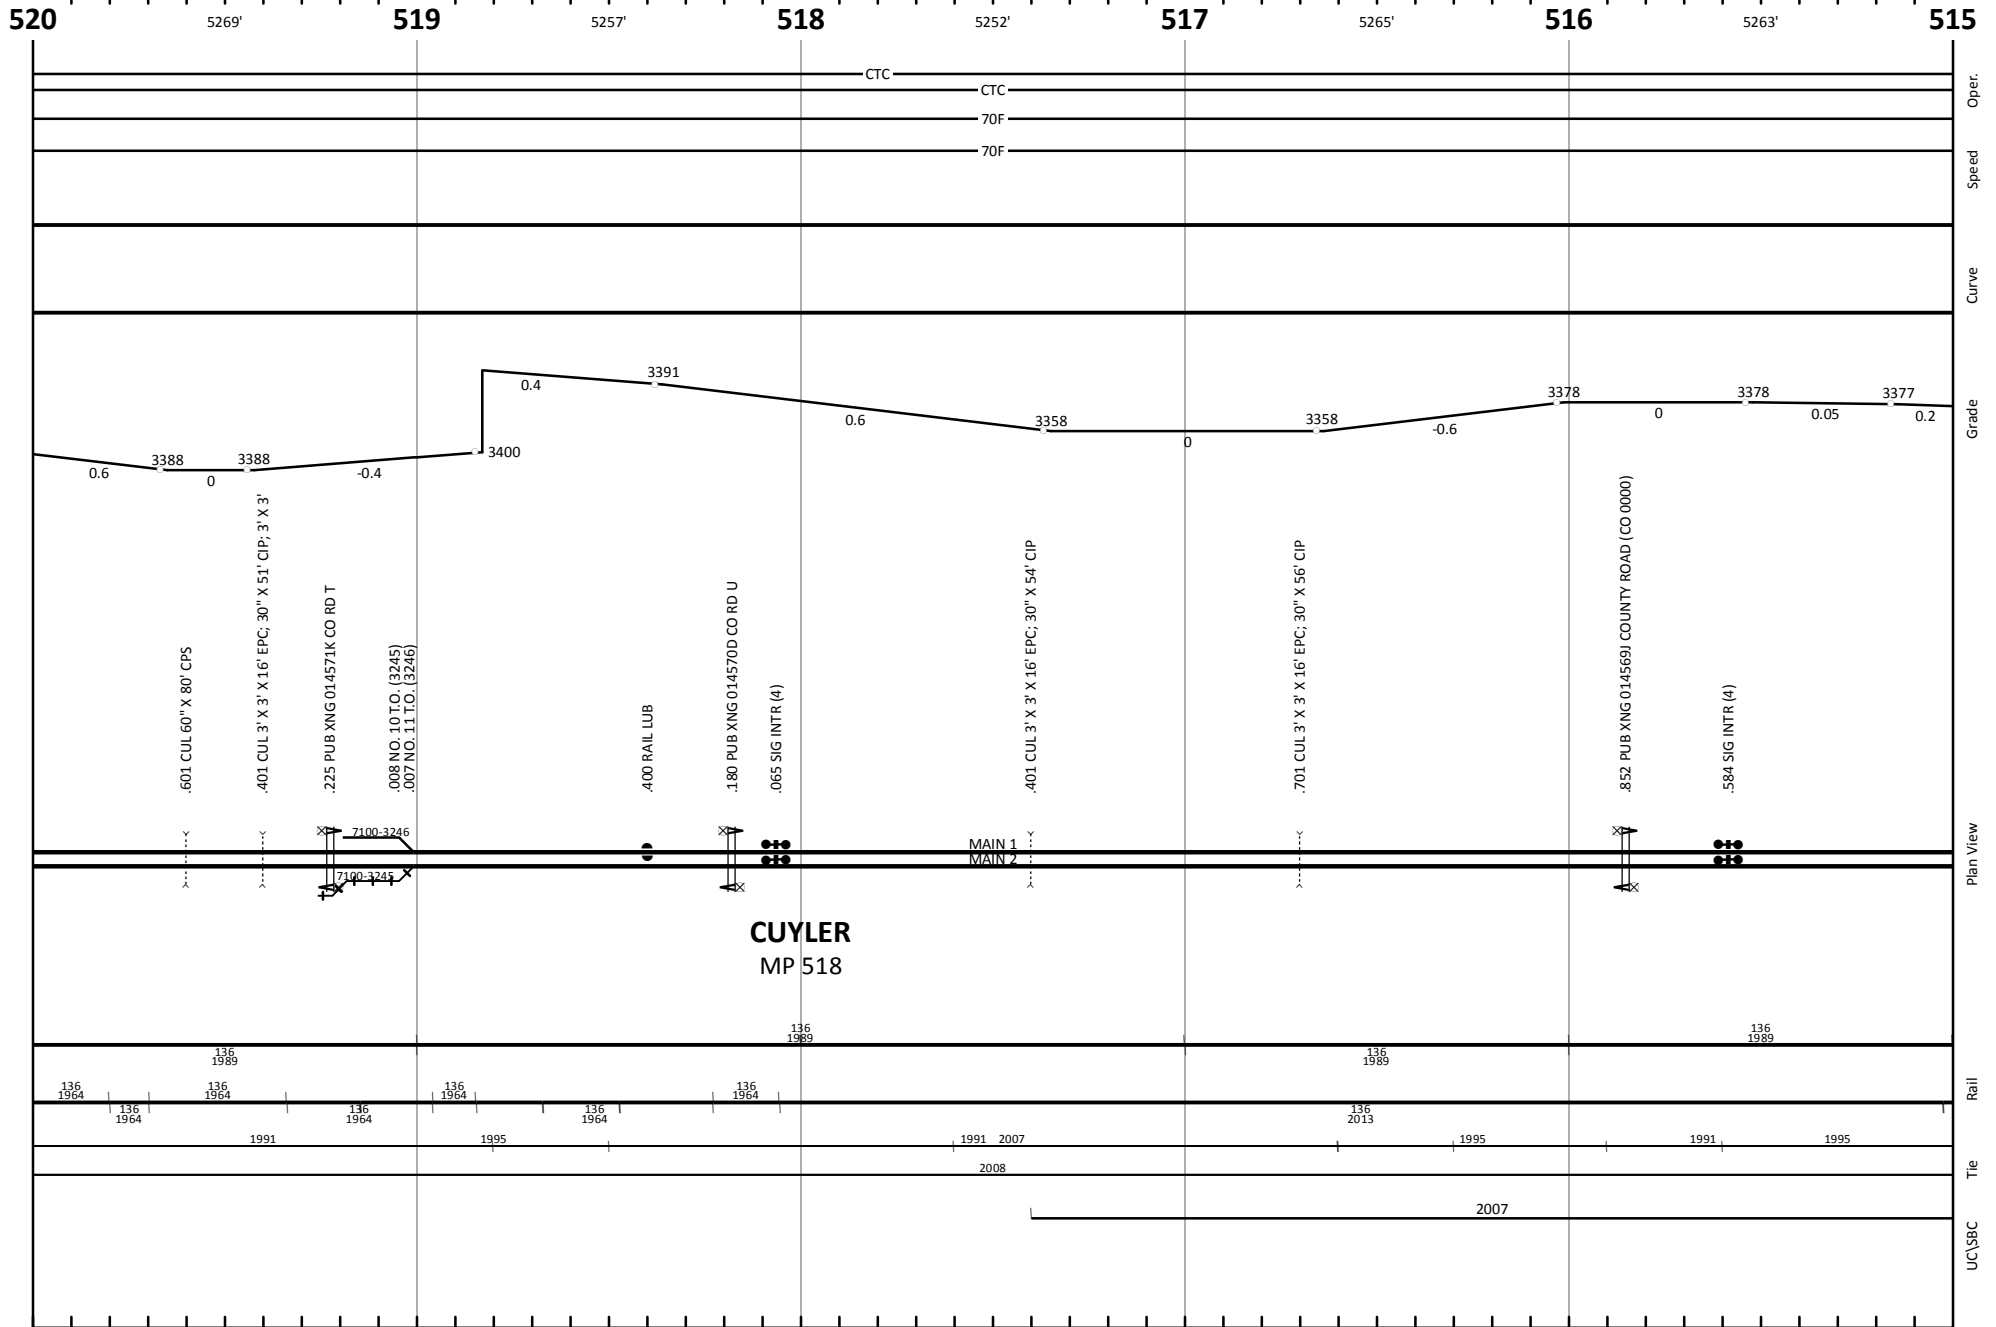 520 5269' 519 5257' 518 5252' 517 5265' 516 5263' 515
CTC
CTC
70F
70F
Oper.
Speed
Curve
Grade
0.6
3388
0
3388
-0.4
3400
0.4
3391
0.6
3358
0
3358
-0.6
3378
0
3378
0.05
3377
0.2
.601 CUL 60" X 80' CPS
.401 CUL 3' X 3' X 16' EPC; 30" X 51' CIP; 3' X 3'
.225 PUB XNG 014571K CO RD T
.008 NO. 10 T.O. (3245)
.007 NO. 11 T.O. (3246)
.400 RAIL LUB
.180 PUB XNG 014570D CO RD U
.065 SIG INTR (4)
.401 CUL 3' X 3' X 16' EPC; 30" X 54' CIP
.701 CUL 3' X 3' X 16' EPC; 30" X 56' CIP
.852 PUB XNG 014569J COUNTY ROAD (CO 0000)
.584 SIG INTR (4)
7100-3246
7100-3245
MAIN 1
MAIN 2
Plan View
CUYLER
MP 518
136
1989
136
1989
136
1989
136
1989
136
1964
136
1964
136
1964
136
1964
136
1964
136
1964
136
1964
136
2013
Rail
1991 1995 1991 2007 1995 1991 1995
2008
Tie
2007
UC\SBC